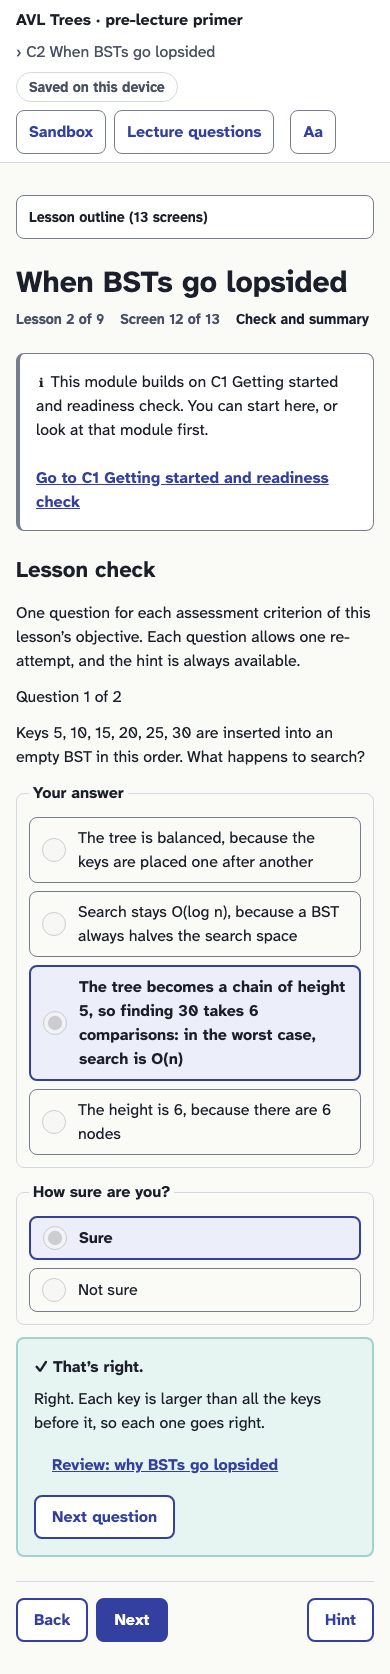 AVL Trees · pre-lecture primer
› C2 When BSTs go lopsided
Saved on this device
Sandbox
Lecture questions
Aa
Lesson outline (13 screens)
When BSTs go lopsided
Lesson 2 of 9 Screen 12 of 13 Check and summary
ℹ This module builds on C1 Getting started
and readiness check. You can start here, or
look at that module first.
Go to C1 Getting started and readiness
check
Lesson check
One question for each assessment criterion of this
lesson’s objective. Each question allows one re-
attempt, and the hint is always available.
Question 1 of 2
Keys 5, 10, 15, 20, 25, 30 are inserted into an
empty BST in this order. What happens to search?
Your answer
The tree is balanced, because the
keys are placed one after another
Search stays O(log n), because a BST
always halves the search space
The tree becomes a chain of height
5, so finding 30 takes 6
comparisons: in the worst case,
search is O(n)
The height is 6, because there are 6
nodes
How sure are you?
Sure
Not sure
✓ That’s right.
Right. Each key is larger than all the keys
before it, so each one goes right.
Review: why BSTs go lopsided
Next question
Back
Next
Hint